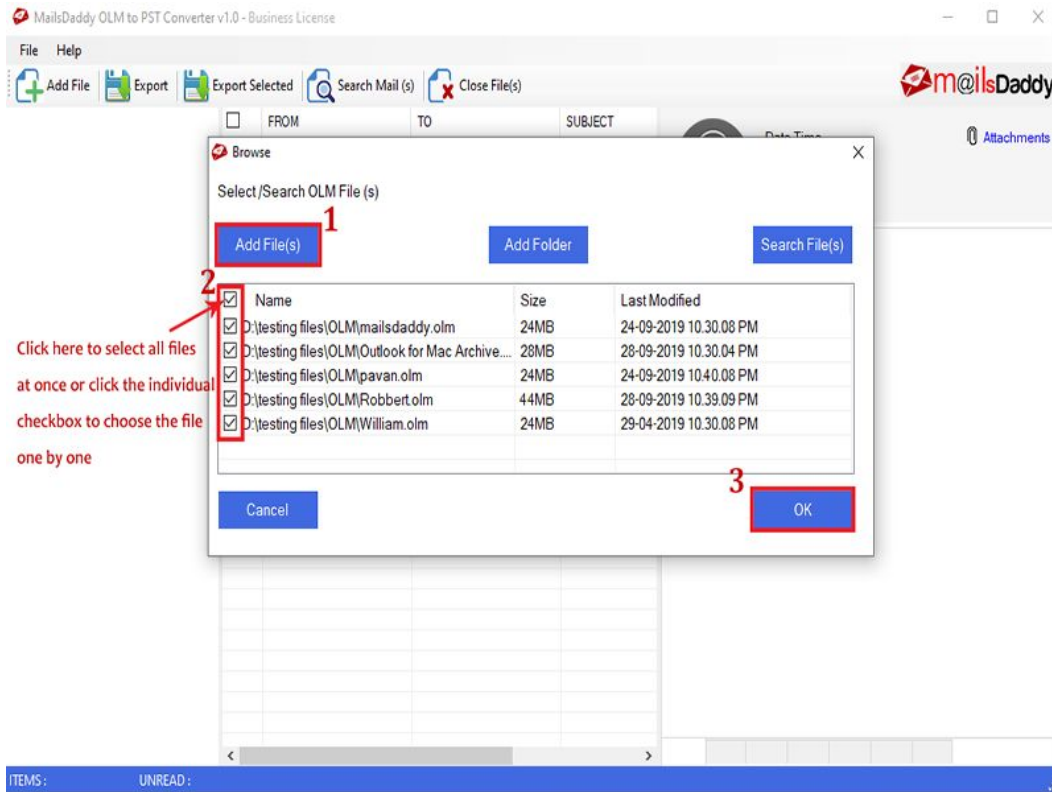 MailsDaddy OLM to PST Converter v1.0 - Business License
File Help
Add File Export Export Selected Search Mail (s) Close File(s)
m@ilsDaddy
FROM TO SUBJECT
Date Time
Attachments
Browse
Select /Search OLM File (s)
1
Add File(s) Add Folder Search File(s)
2
Name Size Last Modified
D:\testing files\OLM\mailsdaddy.olm 24MB 24-09-2019 10.30.08 PM
D:\testing files\OLM\Outlook for Mac Archive.... 28MB 28-09-2019 10.30.04 PM
D:\testing files\OLM\pavan.olm 24MB 24-09-2019 10.40.08 PM
D:\testing files\OLM\Robbert.olm 44MB 28-09-2019 10.39.09 PM
D:\testing files\OLM\William.olm 24MB 29-04-2019 10.30.08 PM
Click here to select all files
at once or click the individual
checkbox to choose the file
one by one
3
Cancel OK
ITEMS : UNREAD :